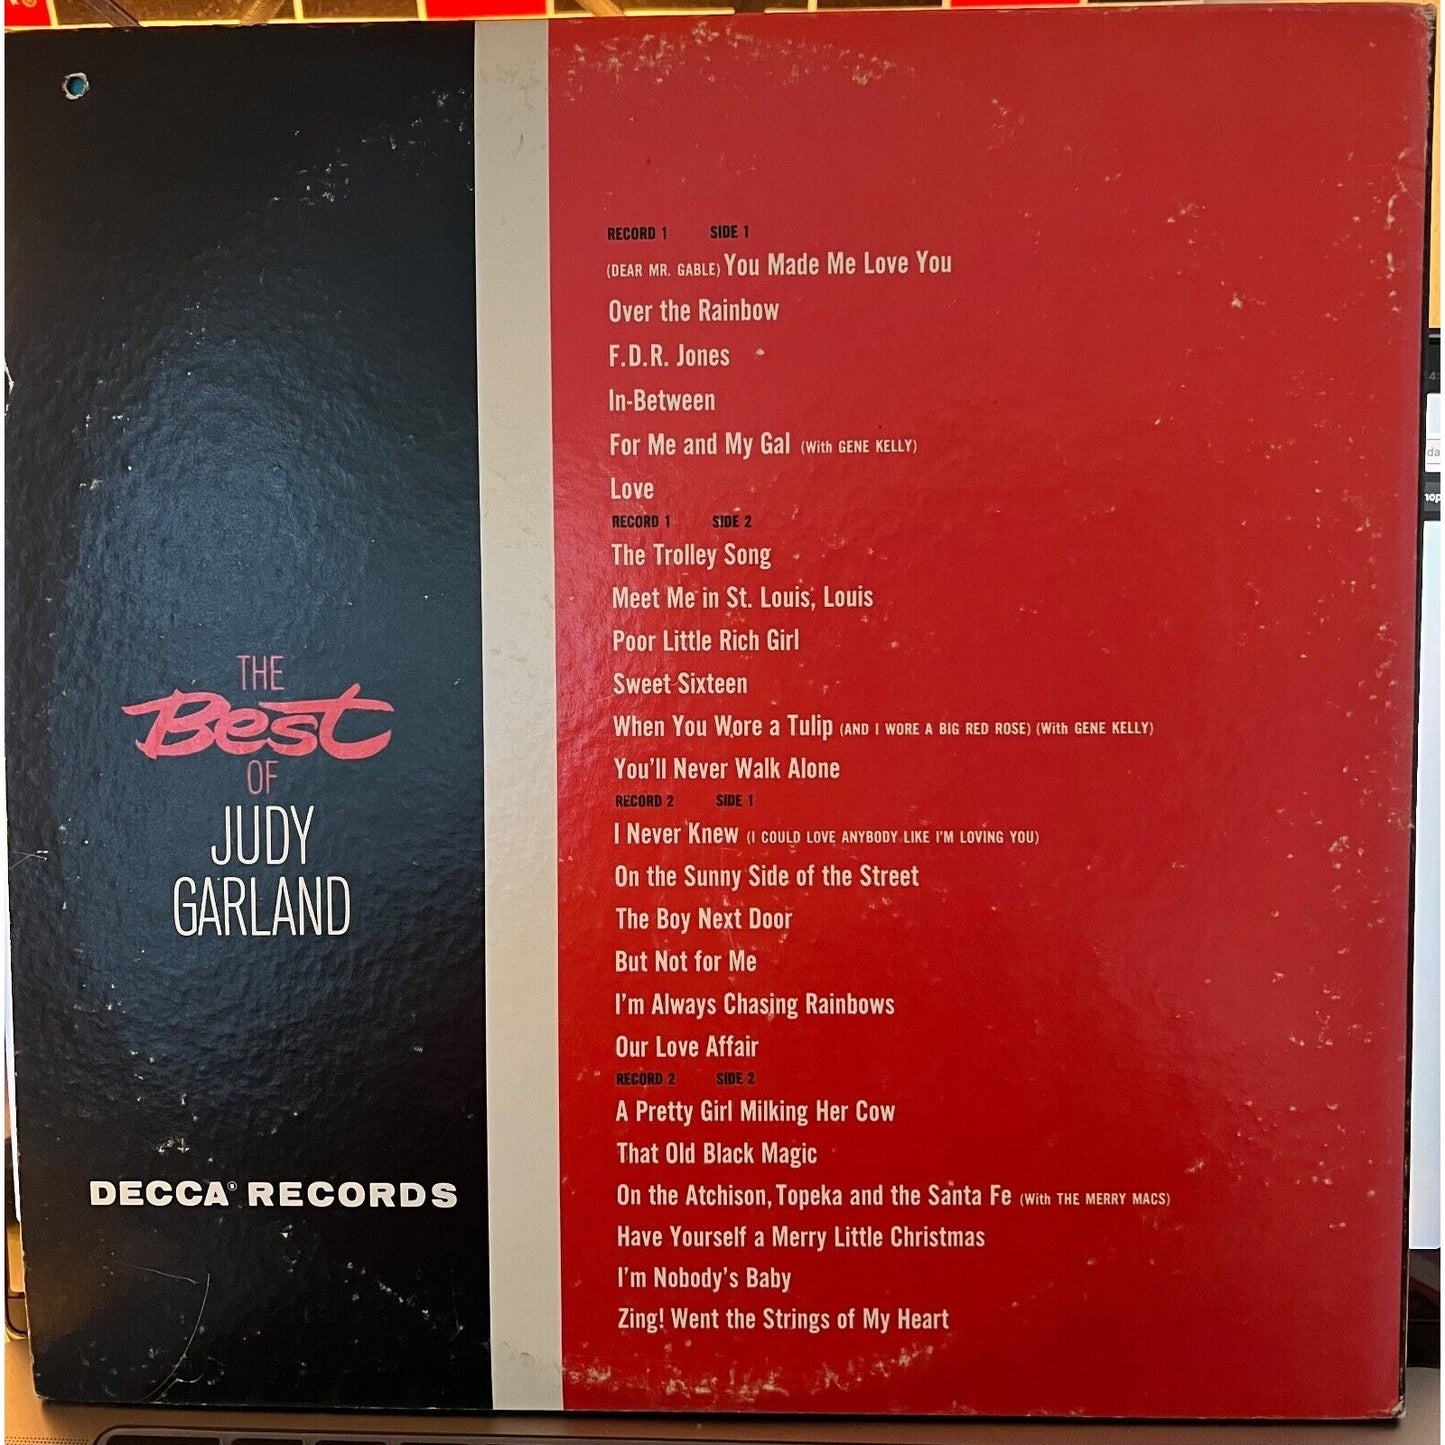 THE
Best
OF
JUDY
GARLAND
DECCA® RECORDS
RECORD 1 SIDE 1
(DEAR MR. GABLE) You Made Me Love You
Over the Rainbow
F.D.R. Jones
In-Between
For Me and My Gal (With GENE KELLY)
Love
RECORD 1 SIDE 2
The Trolley Song
Meet Me in St. Louis, Louis
Poor Little Rich Girl
Sweet Sixteen
When You Wore a Tulip (AND I WORE A BIG RED ROSE) (With GENE KELLY)
You'll Never Walk Alone
RECORD 2 SIDE 1
I Never Knew (I COULD LOVE ANYBODY LIKE I'M LOVING YOU)
On the Sunny Side of the Street
The Boy Next Door
But Not for Me
I'm Always Chasing Rainbows
Our Love Affair
RECORD 2 SIDE 2
A Pretty Girl Milking Her Cow
That Old Black Magic
On the Atchison, Topeka and the Santa Fe (With THE MERRY MACS)
Have Yourself a Merry Little Christmas
I'm Nobody's Baby
Zing! Went the Strings of My Heart